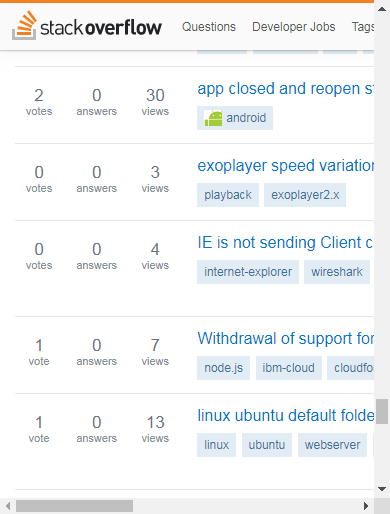 stackoverflow Questions Developer Jobs Tags
2 0 30 app closed and reopen st
votes answers views android
0 0 3 exoplayer speed variation
votes answers views playback exoplayer2.x
0 0 4 IE is not sending Client c
votes answers views internet-explorer wireshark
1 0 7 Withdrawal of support for
vote answers views node.js ibm-cloud cloudfo
1 0 13 linux ubuntu default folde
vote answers views linux ubuntu webserver